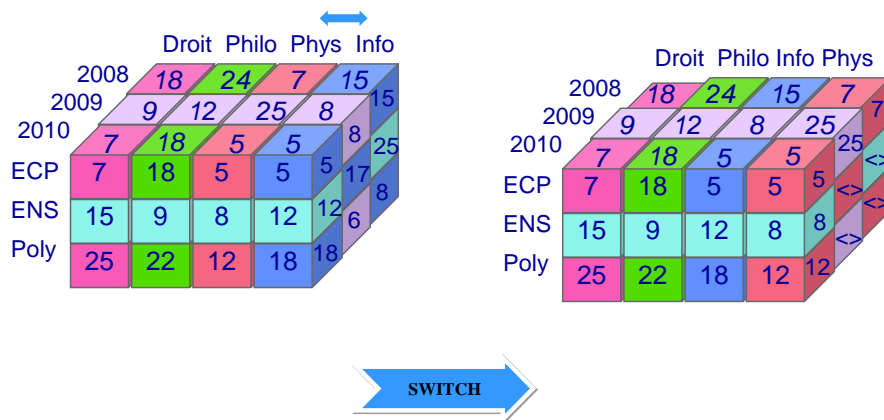 Droit Philo Phys Info
2008 18 24 7 15
2009 9 12 25 8
2010 7 18 5 5
ECP 7 18 5 5
ENS 15 9 8 12
Poly 25 22 12 18
15
8 25
5 17 8
12 6
18
Droit Philo Info Phys
2008 18 24 15 7
2009 9 12 8 25
2010 7 18 5 5
ECP 7 18 5 5
ENS 15 9 12 8
Poly 25 22 18 12
7
25 <>
5 <> <>
8 <>
12
SWITCH